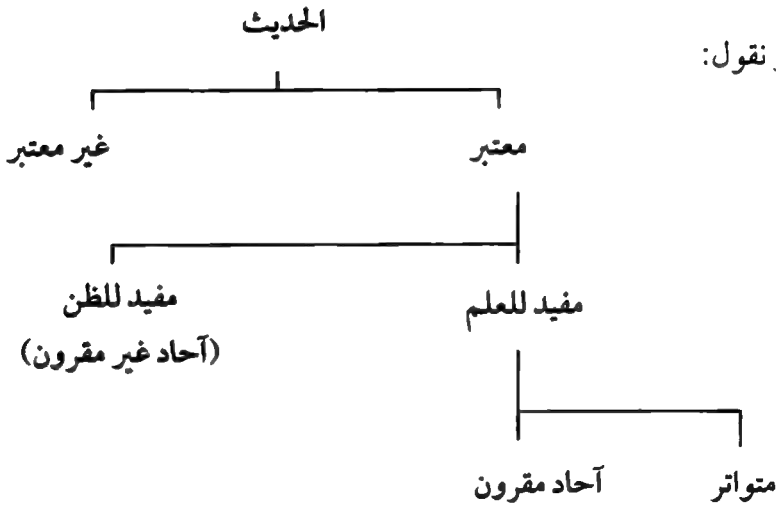 نقول:
الحديث
معتبر
غير معتبر
مفيد للعلم
مفيد للظن
(آحاد غير مقرون)
متواتر
آحاد مقرون